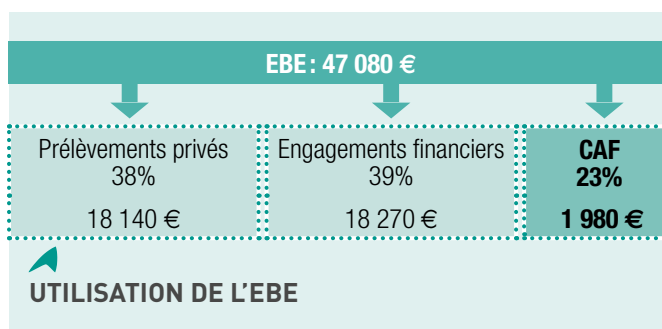 EBE : 47 080 €
Prélèvements privés
38%
18 140 €
Engagements financiers
39%
18 270 €
CAF
23%
1 980 €
UTILISATION DE L'EBE